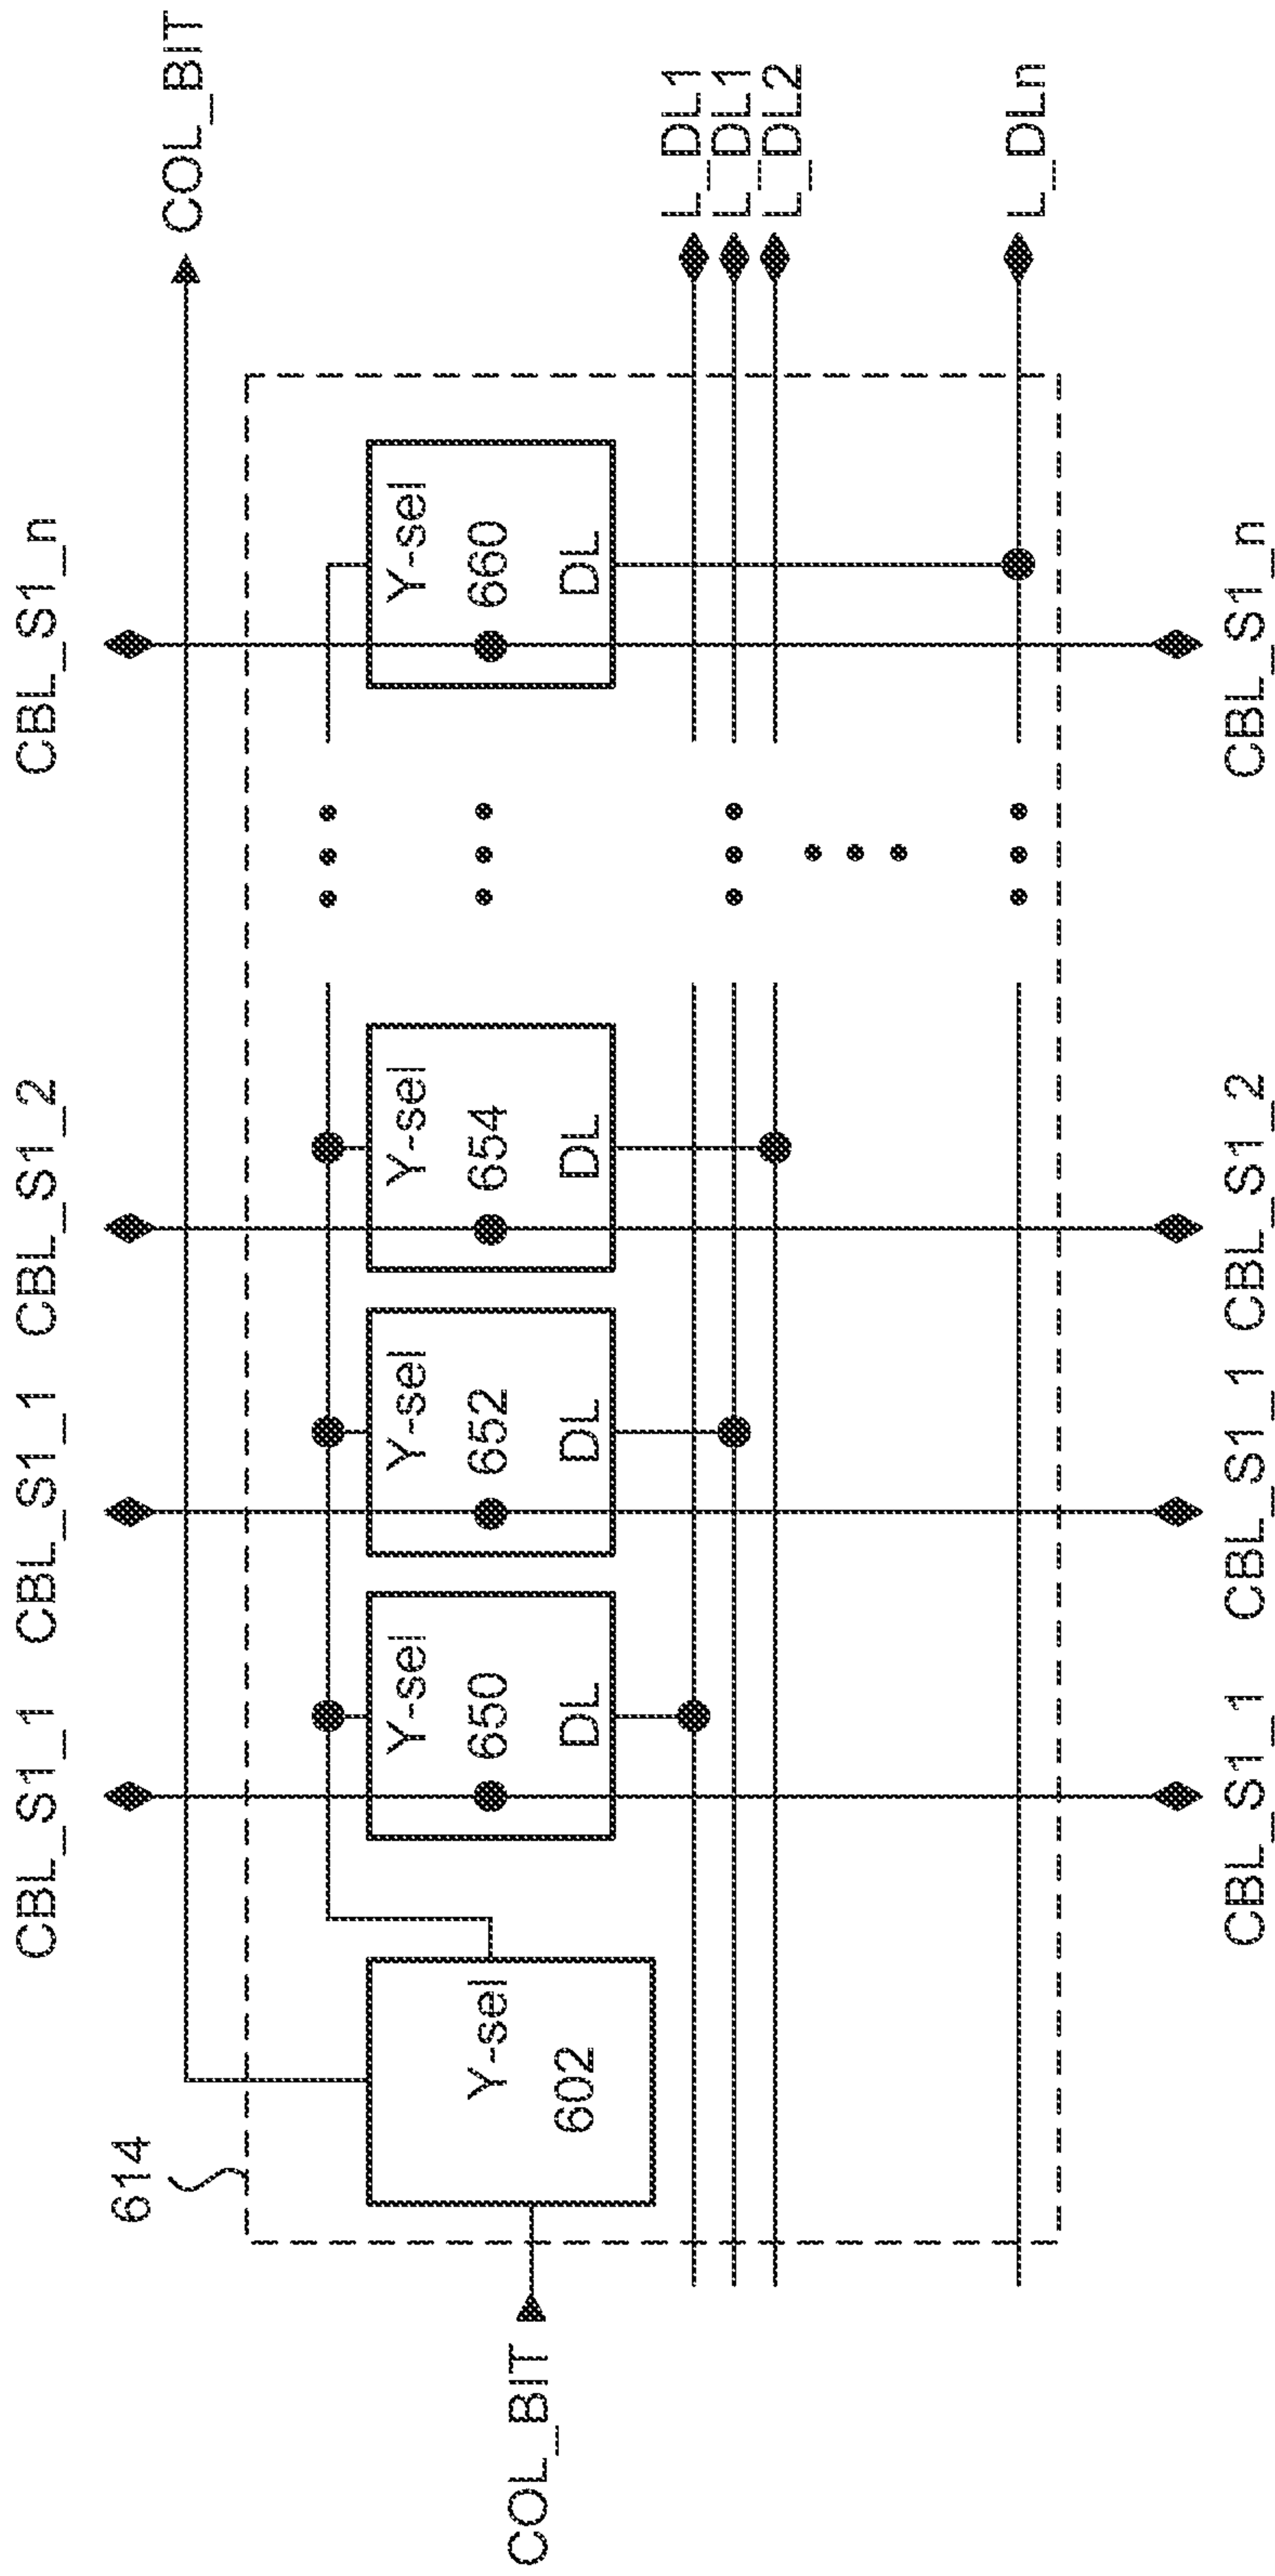 CBL_S1_1 CBL_S1_1 CBL_S1_2 CBL_S1_n
614
COL_BIT
Y-sel
602
Y-sel
650
DL
Y-sel
652
DL
Y-sel
654
DL
Y-sel
660
DL
COL_BIT
L_DL1
L_DL1
L_DL2
L_DLn
CBL_S1_1 CBL_S1_1 CBL_S1_2 CBL_S1_n